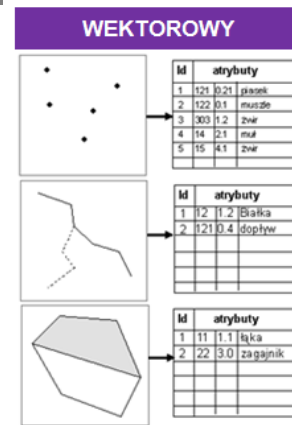 WEKTOROWY
Id atrybuty
1 121 0.21 piasek
2 122 0.1 muszle
3 303 1.2 żwir
4 14 2.1 muł
5 15 4.1 żwir
Id atrybuty
1 12 1.2 Białka
2 121 0.4 dopływ
Id atrybuty
1 11 1.1 łąka
2 22 3.0 zagajnik